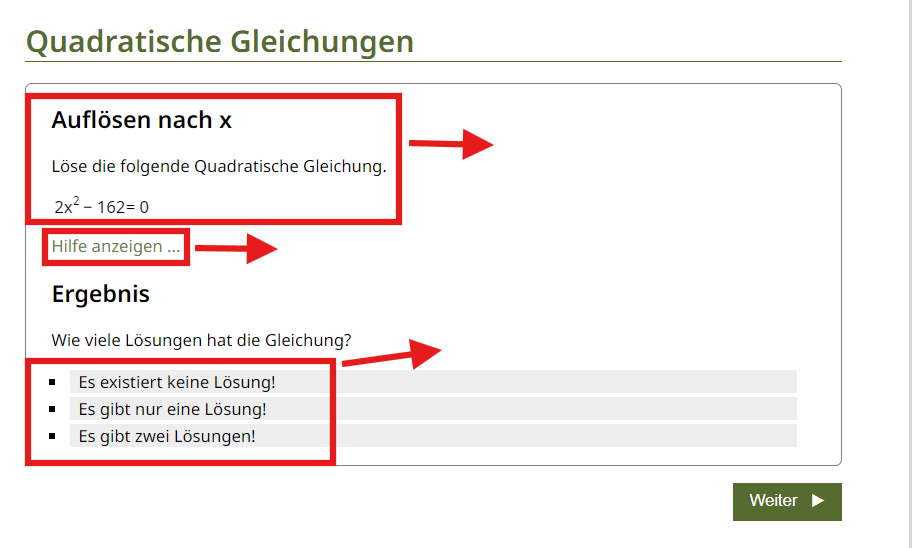 Quadratische Gleichungen
Auflösen nach x
Löse die folgende Quadratische Gleichung.
2x² − 162= 0
Hilfe anzeigen ...
Ergebnis
Wie viele Lösungen hat die Gleichung?
Es existiert keine Lösung!
Es gibt nur eine Lösung!
Es gibt zwei Lösungen!
Weiter